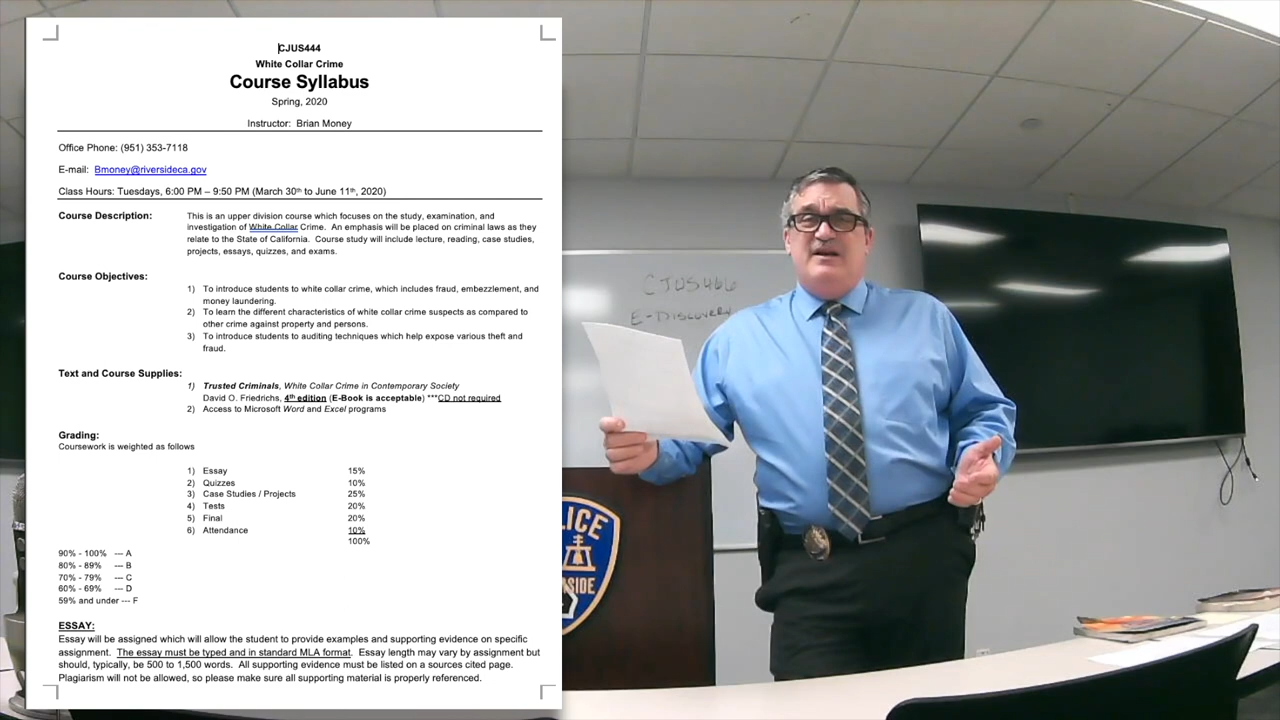 CJUS444
White Collar Crime
Course Syllabus
Spring, 2020
Instructor: Brian Money
Office Phone: (951) 353-7118
E-mail: Bmoney@riversideca.gov
Class Hours: Tuesdays, 6:00 PM – 9:50 PM (March 30th to June 11th, 2020)
Course Description: This is an upper division course which focuses on the study, examination, and
investigation of White Collar Crime. An emphasis will be placed on criminal laws as they
relate to the State of California. Course study will include lecture, reading, case studies,
projects, essays, quizzes, and exams.
Course Objectives:
1) To introduce students to white collar crime, which includes fraud, embezzlement, and
money laundering.
2) To learn the different characteristics of white collar crime suspects as compared to
other crime against property and persons.
3) To introduce students to auditing techniques which help expose various theft and
fraud.
Text and Course Supplies:
1) Trusted Criminals, White Collar Crime in Contemporary Society
David O. Friedrichs, 4th edition (E-Book is acceptable) ***CD not required
2) Access to Microsoft Word and Excel programs
Grading:
Coursework is weighted as follows
1) Essay 15%
2) Quizzes 10%
3) Case Studies / Projects 25%
4) Tests 20%
5) Final 20%
6) Attendance 10%
100%
90% - 100% --- A
80% - 89% --- B
70% - 79% --- C
60% - 69% --- D
59% and under --- F
ESSAY:
Essay will be assigned which will allow the student to provide examples and supporting evidence on specific
assignment. The essay must be typed and in standard MLA format. Essay length may vary by assignment but
should, typically, be 500 to 1,500 words. All supporting evidence must be listed on a sources cited page.
Plagiarism will not be allowed, so please make sure all supporting material is properly referenced.
CJUS466
E-DISCOVERY
LICE
SIDE